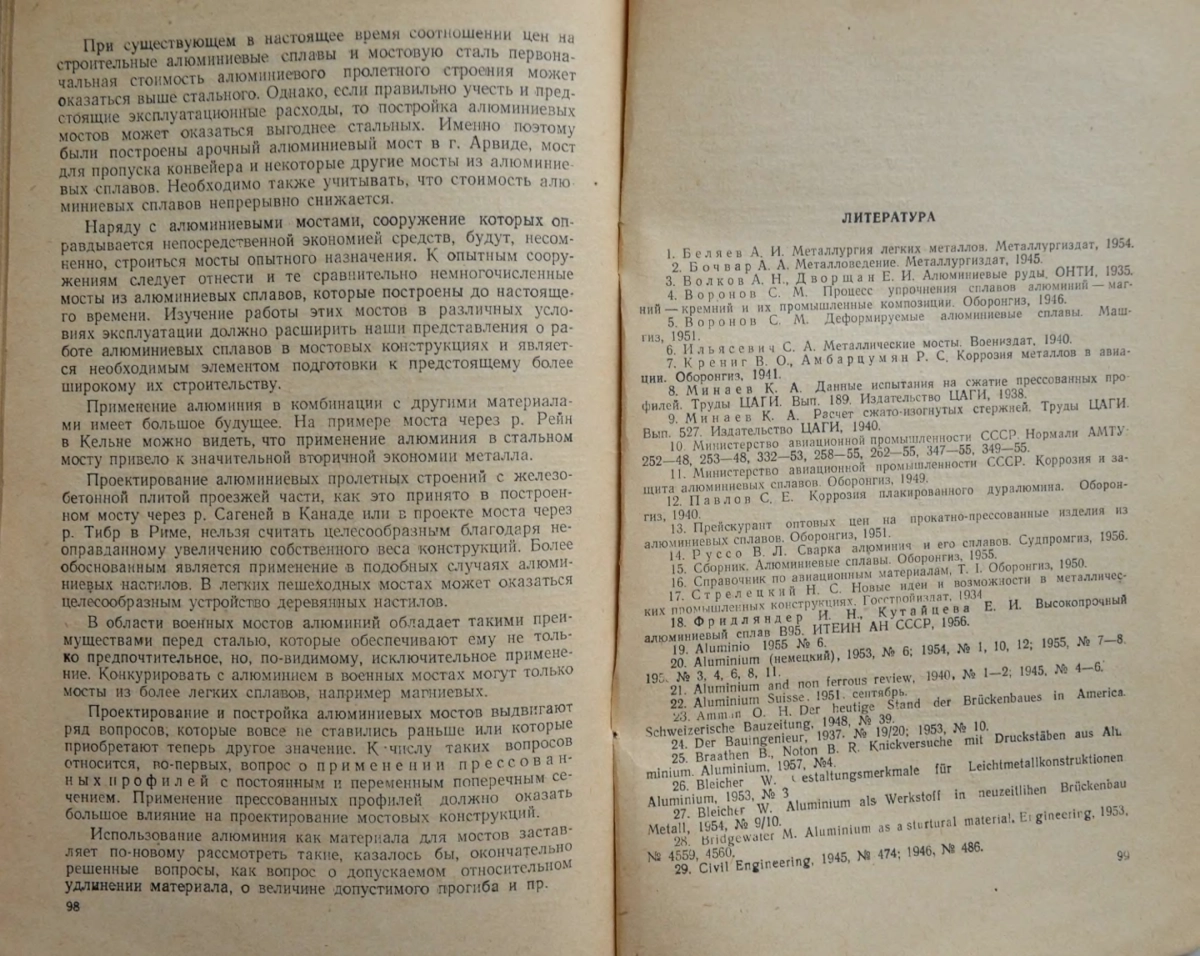 При существующем в настоящее время соотношении цен на
строительные алюминиевые сплавы и мостовую сталь первона-
чальная стоимость алюминиевого пролетного строения может
оказаться выше стального. Однако, если правильно учесть и пред-
стоящие эксплуатационные расходы, то постройка алюминиевых
мостов может оказаться выгоднее стальных. Именно поэтому
были построены арочный алюминиевый мост в г. Арвиде, мост
для пропуска конвейера и некоторые другие мосты из алюминие-
вых сплавов. Необходимо также учитывать, что стоимость алю
миниевых сплавов непрерывно снижается.
Наряду с алюминиевыми мостами, сооружение которых оп-
равдывается непосредственной экономией средств, будут, несом-
ненно, строиться мосты опытного назначения. К опытным соору-
жениям следует отнести и те сравнительно немногочисленные
мосты из алюминиевых сплавов, которые построены до настояще-
го времени. Изучение работы этих мостов в различных усло-
виях эксплуатации должно расширить наши представления о ра-
боте алюминиевых сплавов в мостовых конструкциях и являет-
ся необходимым элементом подготовки к предстоящему более
широкому их строительству.
Применение алюминия в комбинации с другими материала-
ми имеет большое будущее. На примере моста через р. Рейн
в Кельне можно видеть, что применение алюминия в стальном
мосту привело к значительной вторичной экономии металла.
Проектирование алюминиевых пролетных строений с железо-
бетонной плитой проезжей части, как это принято в построен-
ном мосту через р. Сагеней в Канаде или в проекте моста через
р. Тибр в Риме, нельзя считать целесообразным благодаря не-
оправданному увеличению собственного веса конструкций. Более
обоснованным является применение в подобных случаях алюми-
ниевых настилов. В легких пешеходных мостах может оказаться
целесообразным устройство деревянных настилов.
В области военных мостов алюминий обладает такими преи-
муществами перед сталью, которые обеспечивают ему не толь-
ко предпочтительное, но, по-видимому, исключительное примене-
ние. Конкурировать с алюминием в военных мостах могут только
мосты из более легких сплавов, например магниевых.
Проектирование и постройка алюминиевых мостов выдвигают
ряд вопросов, которые вовсе не ставились раньше или которые
приобретают теперь другое значение. К числу таких вопросов
относится, во-первых, вопрос о применении прессован-
ных профилей с постоянным и переменным поперечным се-
чением. Применение прессованных профилей должно оказать
большое влияние на проектирование мостовых конструкций.
Использование алюминия как материала для мостов застав-
ляет по-новому рассмотреть такие, казалось бы, окончательно
решенные вопросы, как вопрос о допускаемом относительном
удлинении материала, о величине допустимого прогиба и пр.
98
ЛИТЕРАТУРА
1. Беляев А. И. Металлургия легких металлов. Металлургиздат, 1954.
2. Бочвар А. А. Металловедение. Металлургиздат, 1945.
3. Волков А. Н., Дворщан Е. И. Алюминиевые руды. ОНТИ, 1935.
4. Воронов С. М. Процесс упрочнения сплавов алюминий — маг-
ний — кремний и их промышленные композиции. Оборонгиз, 1946.
5. Воронов С. М. Деформируемые алюминиевые сплавы. Маш-
гиз, 1951.
6. Ильясевич С. А. Металлические мосты. Воениздат, 1940.
7. Крениг В. О., Амбарцумян Р. С. Коррозия металлов в авиа-
ции. Оборонгиз, 1941.
8. Минаев К. А. Данные испытания на сжатие прессованных про-
филей. Труды ЦАГИ. Вып. 189. Издательство ЦАГИ, 1938.
9. Минаев К. А. Расчет сжато-изогнутых стержней. Труды ЦАГИ.
Вып. 527. Издательство ЦАГИ, 1940.
10. Министерство авиационной промышленности СССР. Нормали АМТУ:
252—48, 253—48, 332—53, 258—55, 262—55, 347—55, 349—55.
11. Министерство авиационной промышленности СССР. Коррозия и за-
щита алюминиевых сплавов. Оборонгиз, 1949.
12. Павлов С. Е. Коррозия плакированного дуралюмина. Оборон-
гиз, 1940.
13. Прейскурант оптовых цен на прокатно-прессованные изделия из
алюминиевых сплавов. Оборонгиз, 1951.
14. Руссо В. Л. Сварка алюминия и его сплавов. Судпромгиз, 1956.
15. Сборник. Алюминиевые сплавы. Оборонгиз, 1955.
16. Справочник по авиационным материалам, Т. I. Оборонгиз, 1950.
17. Стрелецкий Н. С. Новые идеи и возможности в металличес-
ких промышленных конструкциях. Госстройиздат, 1934
18. Фридляндер И. Н., Кутайцева Е. И. Высокопрочный
алюминиевый сплав В95. ИТЕИН АН СССР, 1956.
19. Aluminio 1955 № 6.
20. Aluminium (немецкий), 1953, № 6; 1954, № 1, 10, 12; 1955, № 7—8.
195. № 3, 4, 6, 8, 11.
21. Aluminium and non ferrous review, 1940, № 1—2; 1945, № 4—6.
22. Aluminium Suisse. 1951. сентябрь.
23. Amman O. H. Der heutige Stand der Brückenbaues in America.
Schweizerische Bauzeitung, 1948, № 39.
24. Der Bauingenieur, 1937. № 19/20; 1953, № 10.
25. Braathen B., Noton B. R. Knickversuche mit Druckstäben aus Alu
minium. Aluminium, 1957, №4.
26. Bleicher W. estaltungsmerkmale für Leichtmetallkonstruktionen
Aluminium, 1953, № 3
27. Bleicher W. Aluminium als Werkstoff in neuzeitlihen Brückenbau
Metall, 1954, № 9/10.
28. Bridgewater M. Aluminium as a sturtural material. Engineering, 1953,
№ 4559, 4560.
29. Civil Engineering, 1945, № 474; 1946, № 486.
99